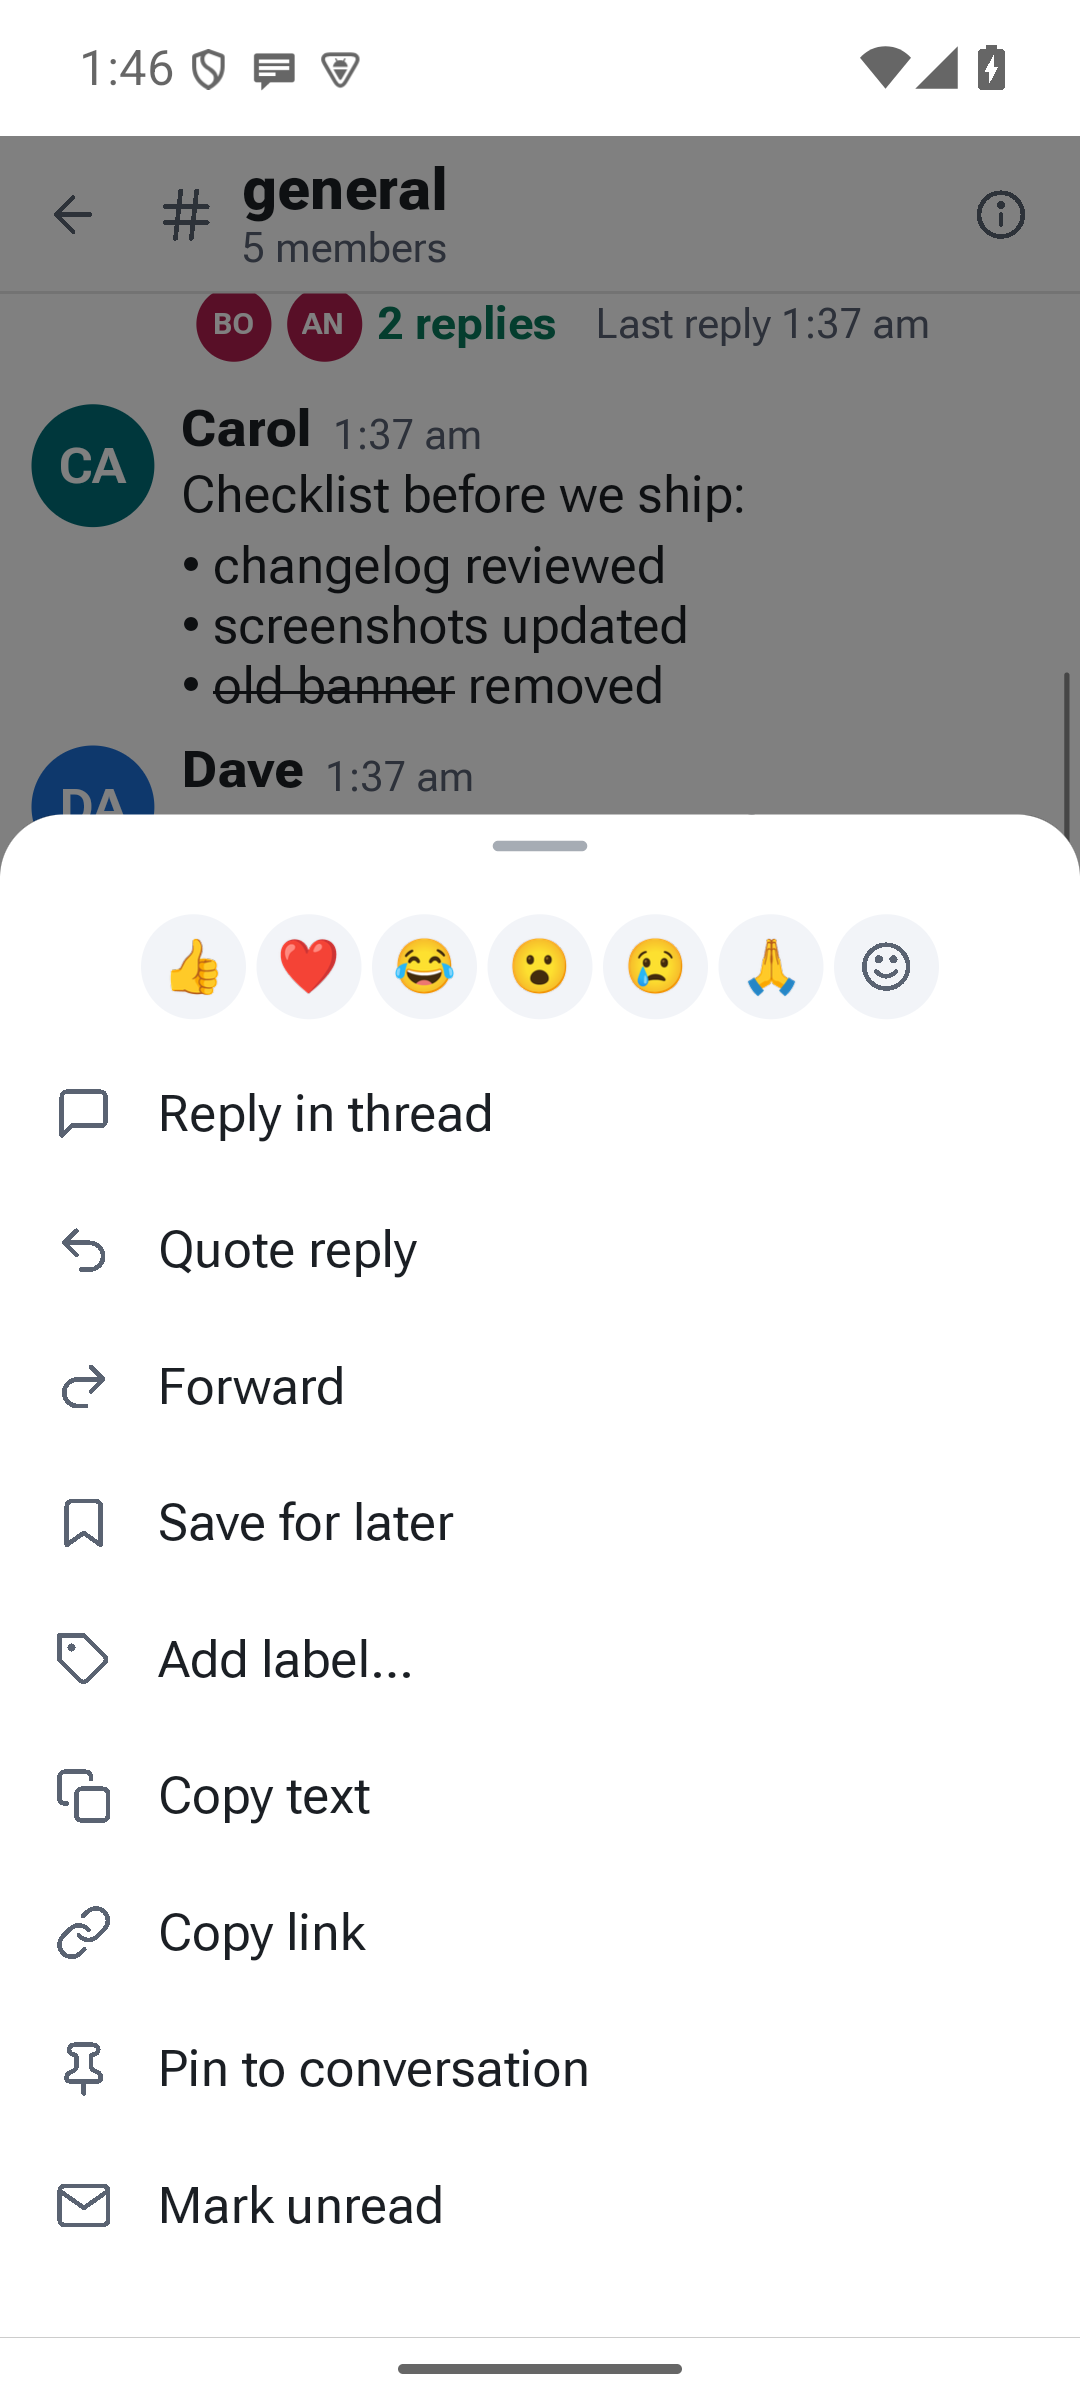 1:46
general
5 members
BO AN 2 replies Last reply 1:37 am
CA
Carol 1:37 am
Checklist before we ship:
• changelog reviewed
• screenshots updated
• old banner removed
DA
Dave 1:37 am
Reply in thread
Quote reply
Forward
Save for later
Add label...
Copy text
Copy link
Pin to conversation
Mark unread